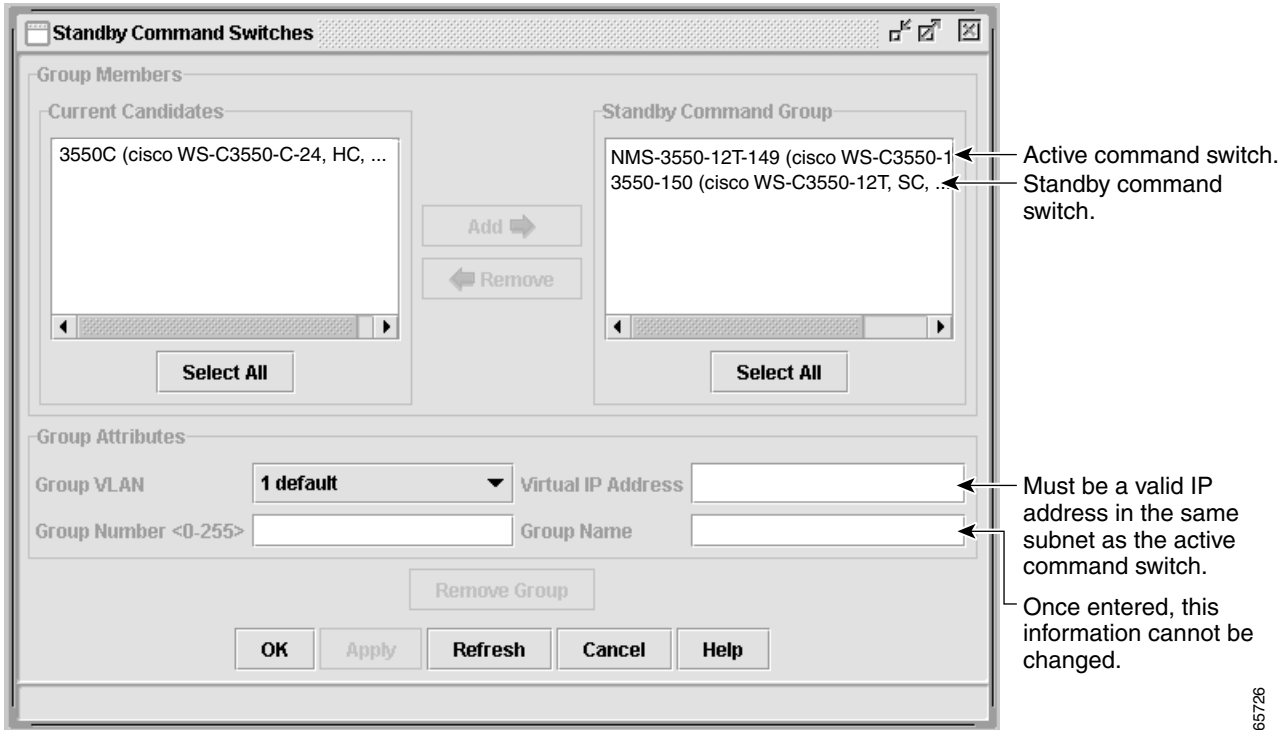 Standby Command Switches
Group Members
Current Candidates
3550C (cisco WS-C3550-C-24, HC, ...
Select All
Add
Remove
Standby Command Group
NMS-3550-12T-149 (cisco WS-C3550-1
3550-150 (cisco WS-C3550-12T, SC, ...
Select All
Active command switch.
Standby command
switch.
Group Attributes
Group VLAN
1 default
Virtual IP Address
Group Number <0-255>
Group Name
Must be a valid IP
address in the same
subnet as the active
command switch.
Once entered, this
information cannot be
changed.
Remove Group
OK
Apply
Refresh
Cancel
Help
65726